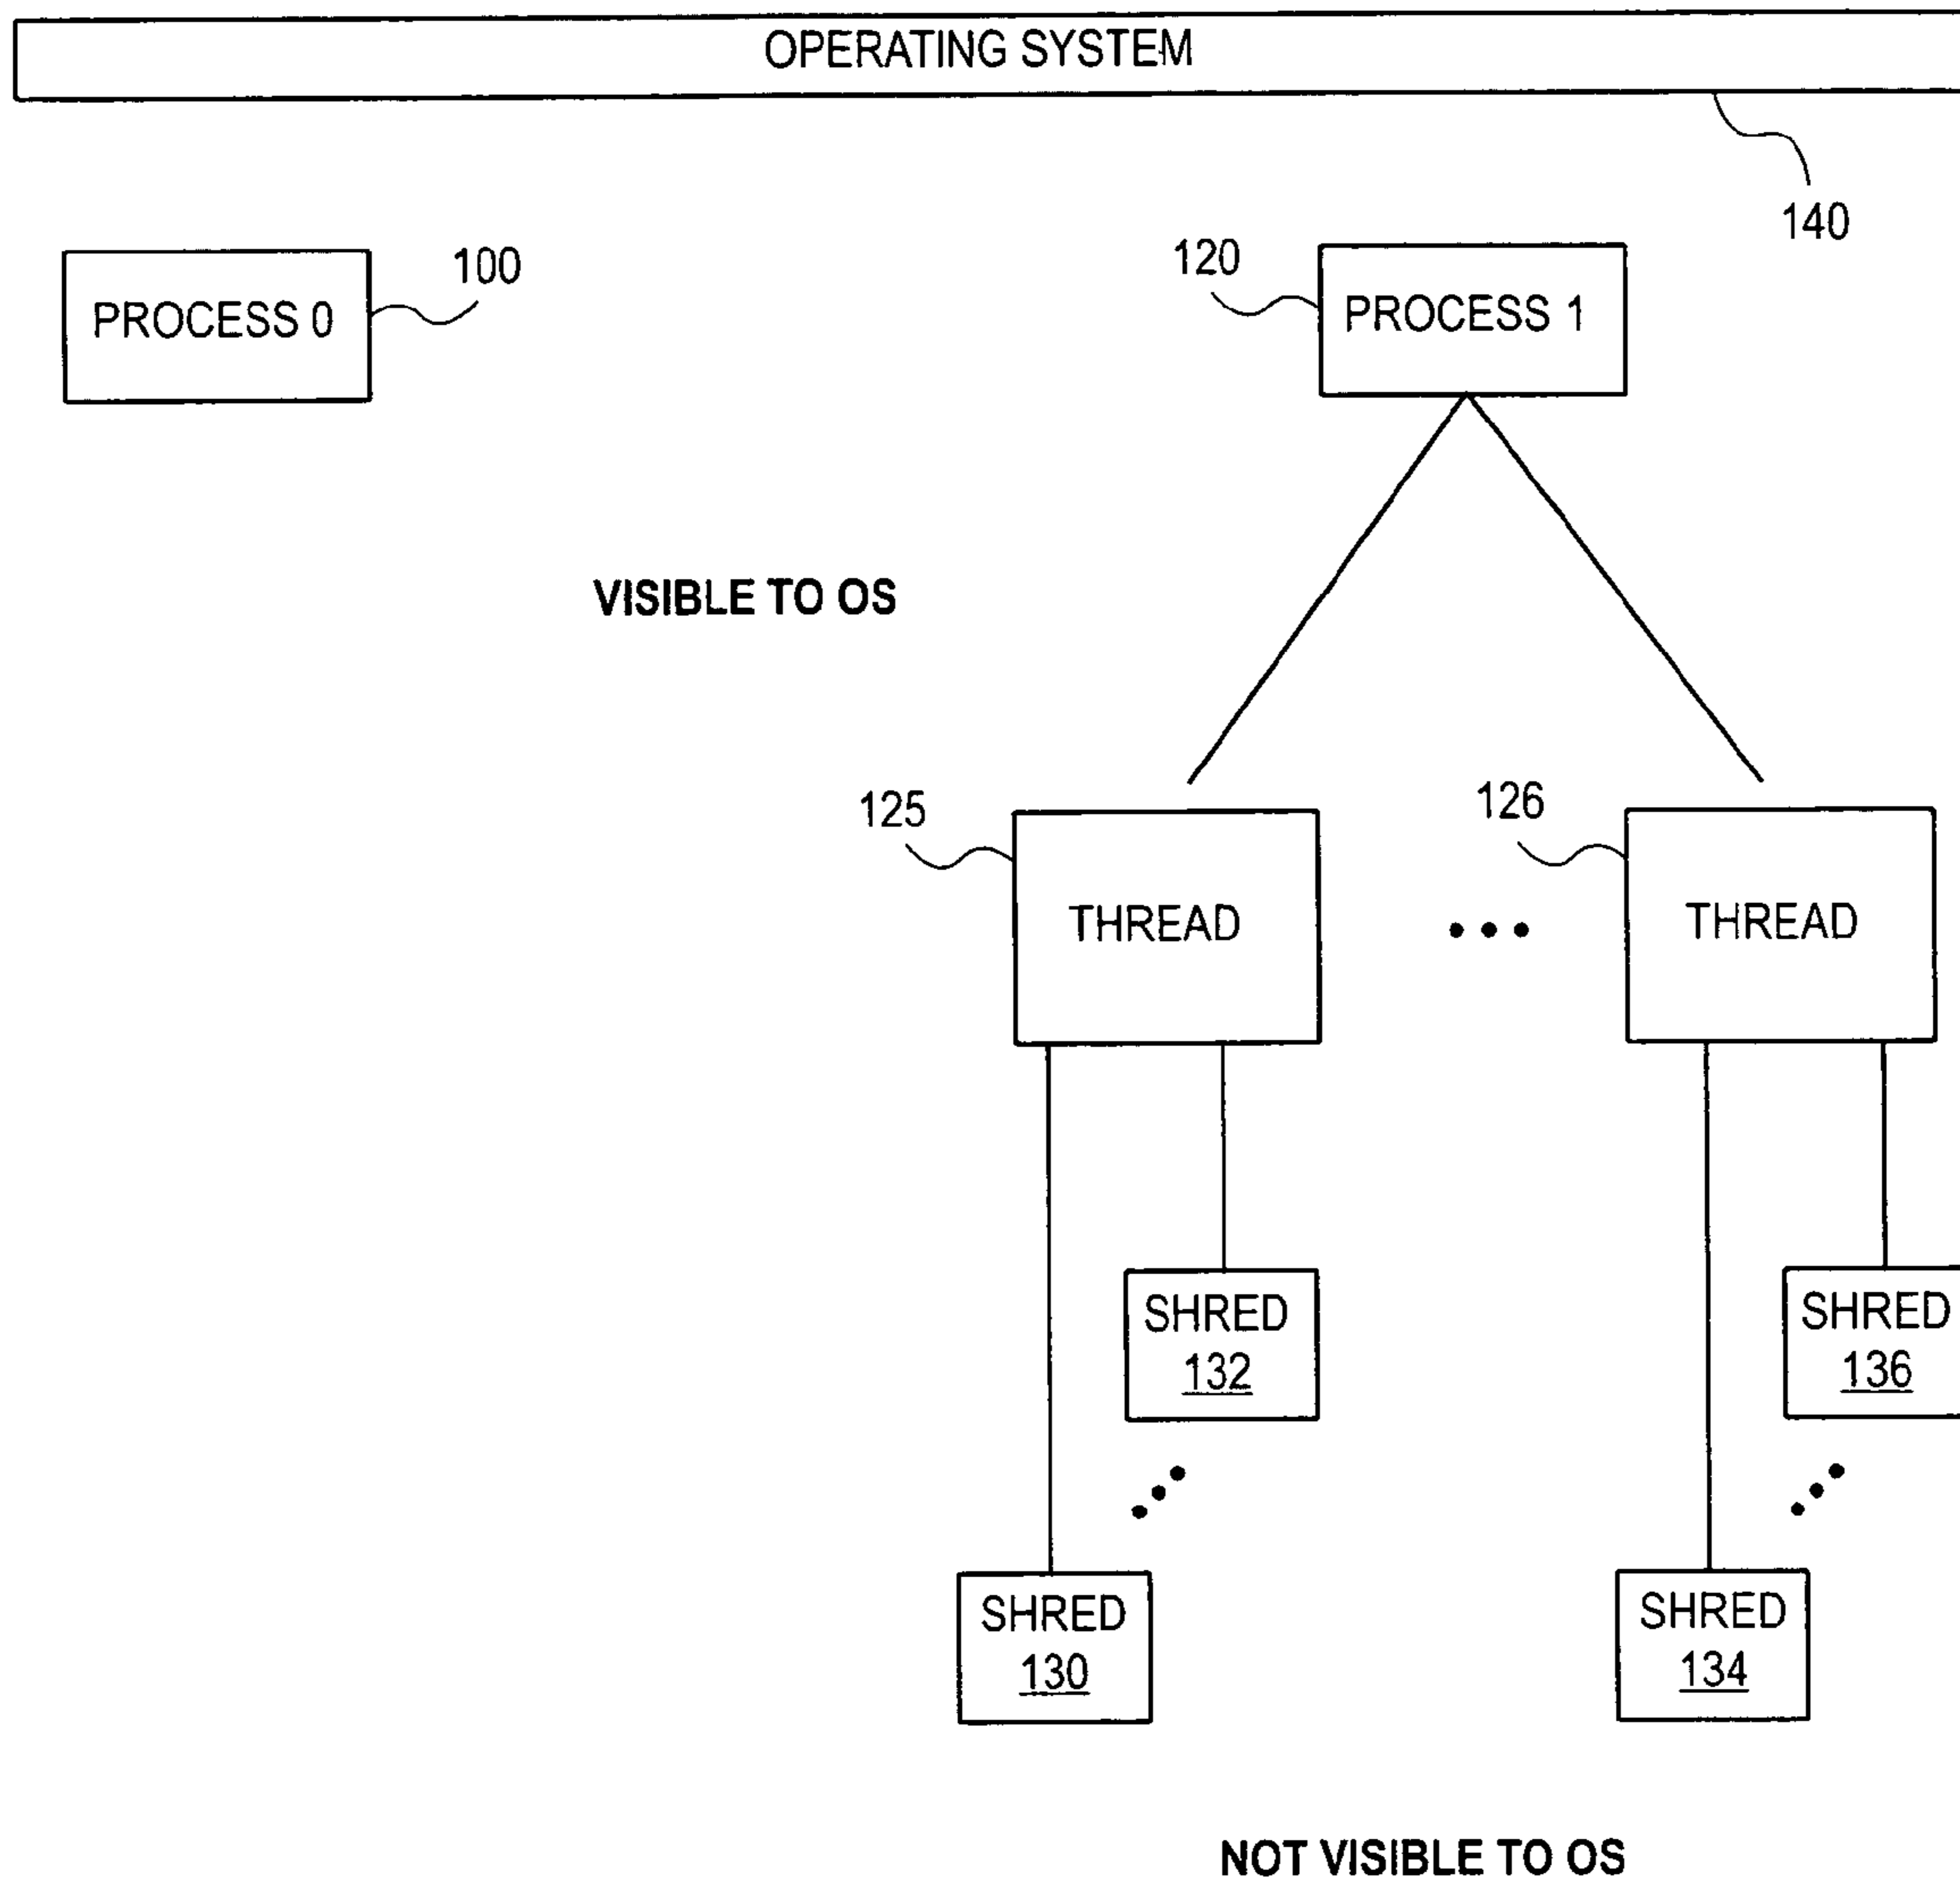 OPERATING SYSTEM
140
PROCESS 0
100
120
PROCESS 1
VISIBLE TO OS
125
THREAD
126
THREAD
SHRED
132
SHRED
136
SHRED
130
SHRED
134
NOT VISIBLE TO OS